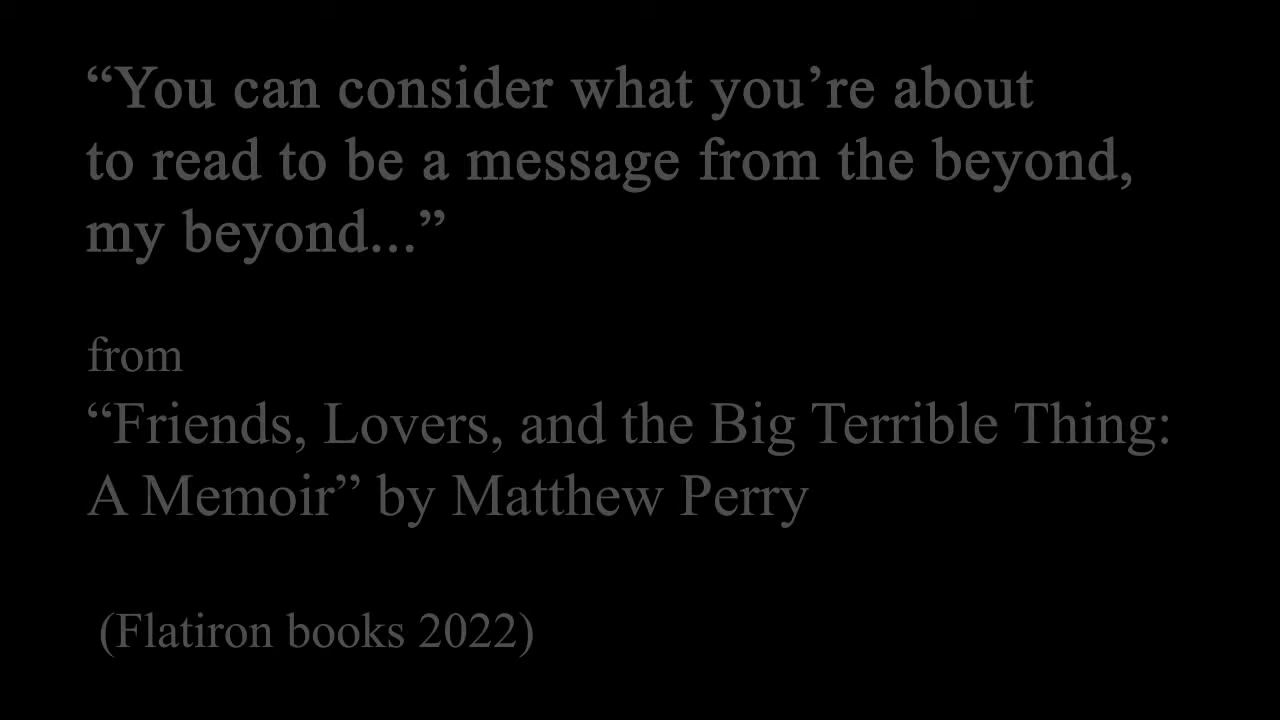 “You can consider what you’re about
to read to be a message from the beyond,
my beyond...”
from
“Friends, Lovers, and the Big Terrible Thing:
A Memoir” by Matthew Perry
(Flatiron books 2022)